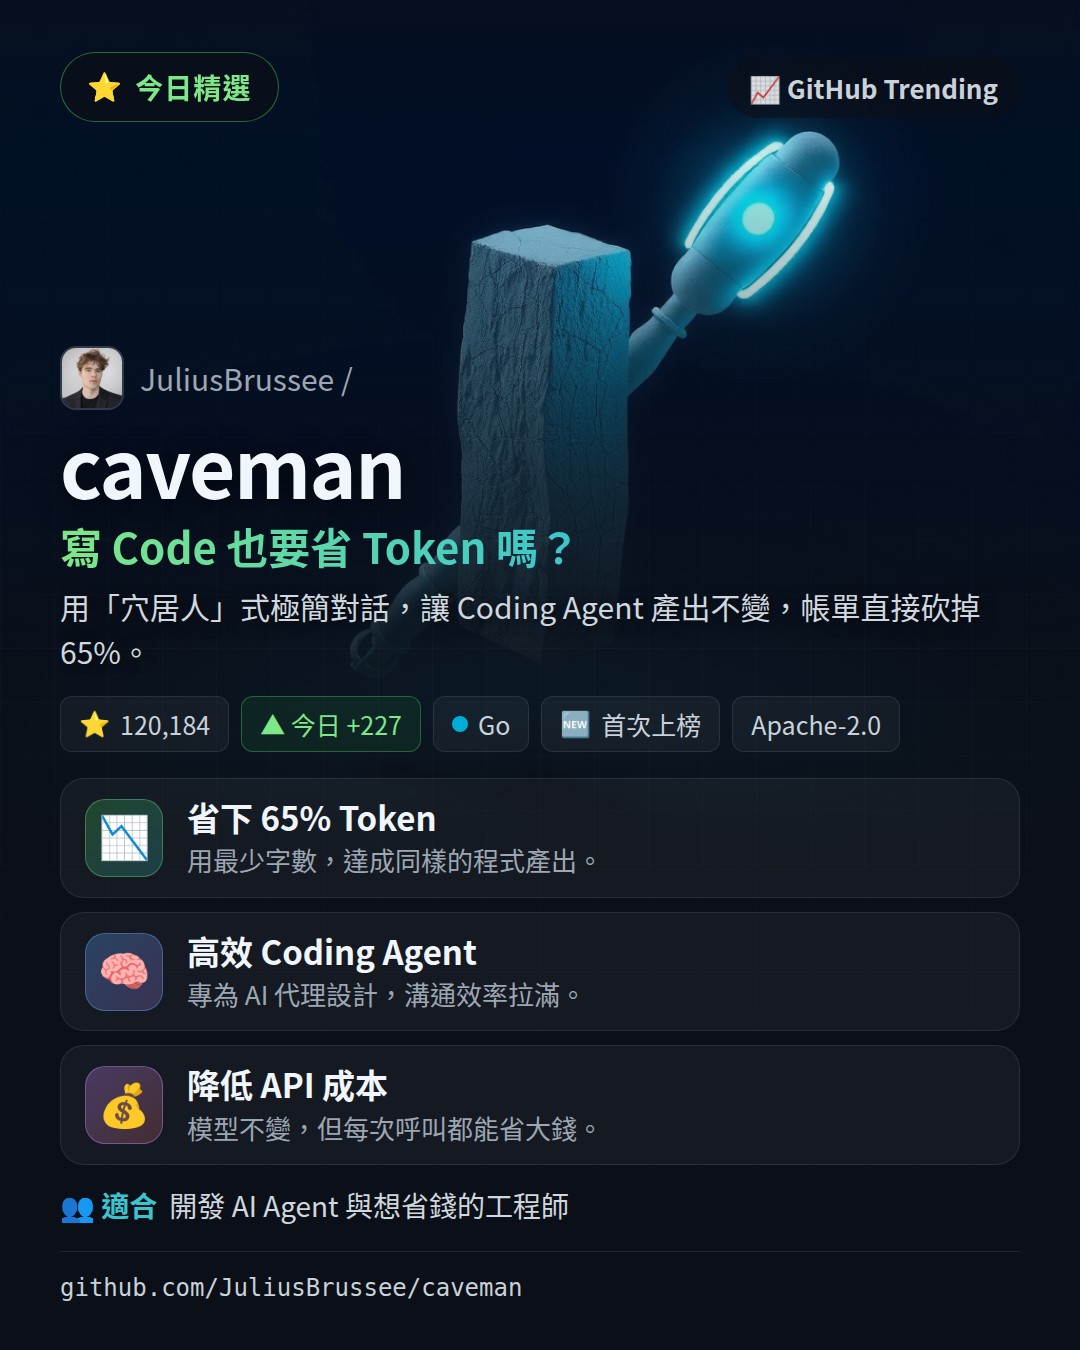 ⭐ 今日精選
📈 GitHub Trending
JuliusBrussee /
caveman
寫 Code 也要省 Token 嗎？
用「穴居人」式極簡對話，讓 Coding Agent 產出不變，帳單直接砍掉
65%。
⭐ 120,184
▲ 今日 +227
Go
🆕 首次上榜
Apache-2.0
省下 65% Token
用最少字數，達成同樣的程式產出。
高效 Coding Agent
專為 AI 代理設計，溝通效率拉滿。
降低 API 成本
模型不變，但每次呼叫都能省大錢。
👥 適合 開發 AI Agent 與想省錢的工程師
github.com/JuliusBrussee/caveman